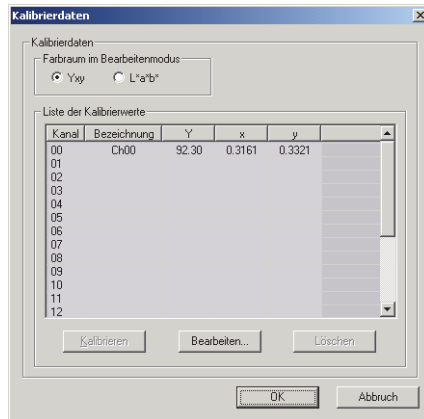 Kalibrierdaten
Kalibrierdaten
Farbraum im Bearbeitenmodus
Yxy L*a*b*
Liste der Kalibrierwerte
Kanal Bezeichnung Y x y
00 Ch00 92.30 0.3161 0.3321
01
02
03
04
05
06
07
08
09
10
11
12
Kalibrieren Bearbeiten... Löschen
OK Abbruch